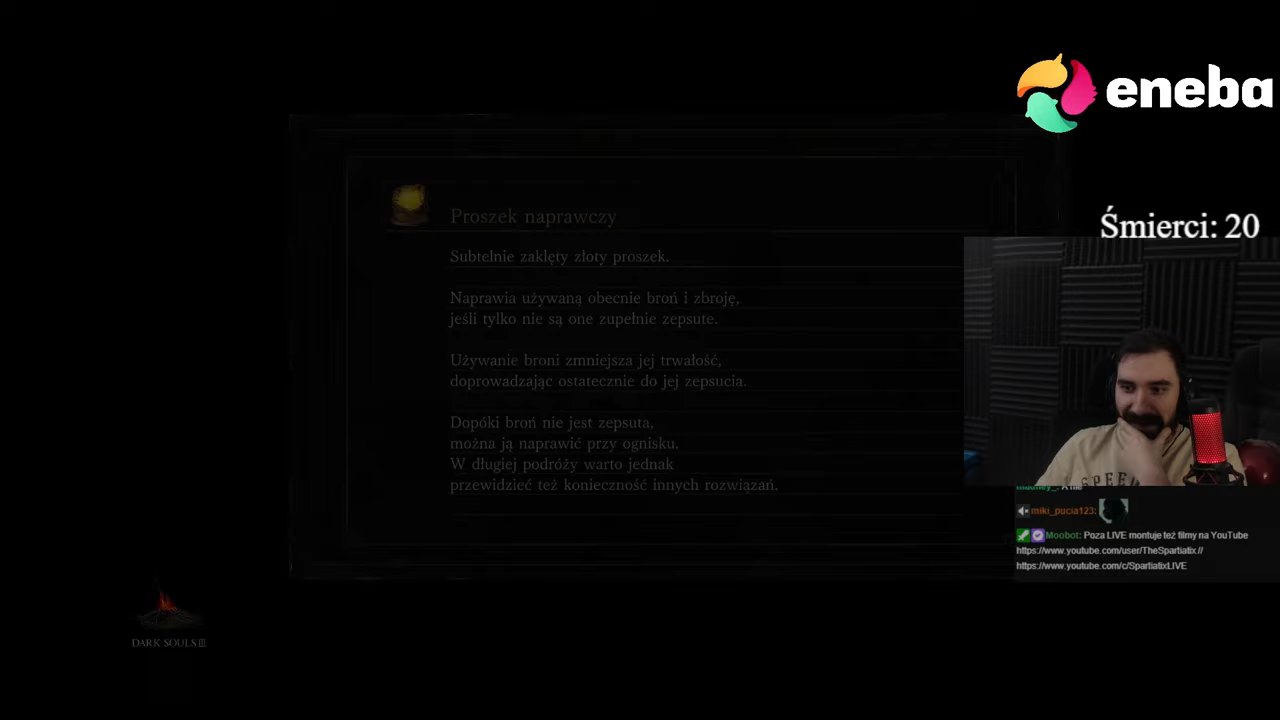 eneba
Śmierci: 20
Proszek naprawczy
Subtelnie zaklęty złoty proszek.
Naprawia używaną obecnie broń i zbroję,
jeśli tylko nie są one zupełnie zepsute.
Używanie broni zmniejsza jej trwałość,
doprowadzając ostatecznie do jej zepsucia.
Dopóki broń nie jest zepsuta,
można ją naprawić przy ognisku.
W długiej podróży warto jednak
przewidzieć też konieczność innych rozwiązań.
SPEE
miki_pucia123:
Moobot: Poza LIVE montuje też filmy na YouTube
https://www.youtube.com/user/TheSpartiatix //
https://www.youtube.com/c/SpartiatixLIVE
DARK SOULS III